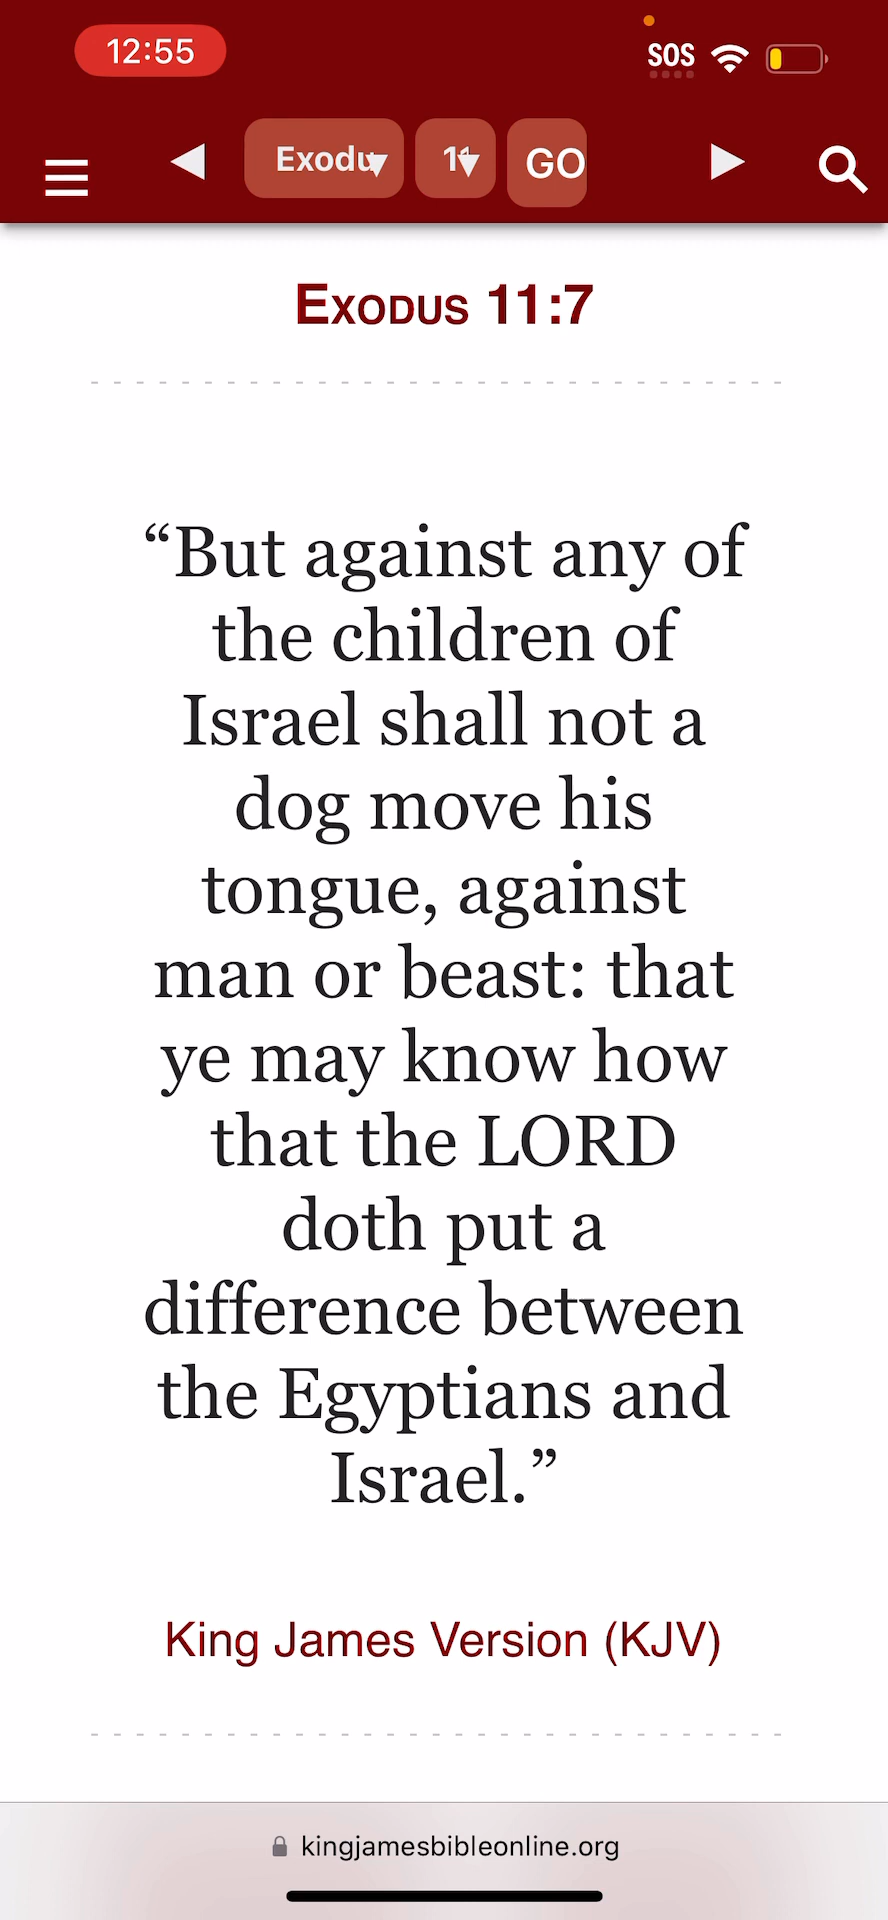 12:55 SOS
Exodu 11 GO
Exodus 11:7
“But against any of
the children of
Israel shall not a
dog move his
tongue, against
man or beast: that
ye may know how
that the LORD
doth put a
difference between
the Egyptians and
Israel.”
King James Version (KJV)
kingjamesbibleonline.org